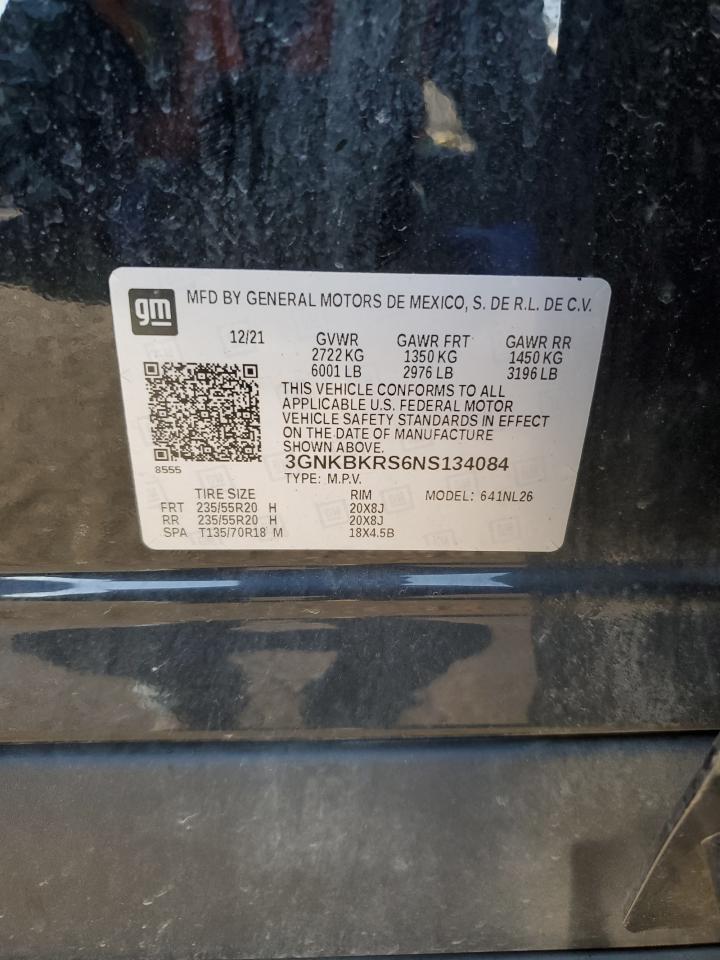 gm MFD BY GENERAL MOTORS DE MEXICO, S. DE R.L. DE C.V.
12/21 GVWR GAWR FRT GAWR RR
2722 KG 1350 KG 1450 KG
6001 LB 2976 LB 3196 LB
THIS VEHICLE CONFORMS TO ALL
APPLICABLE U.S. FEDERAL MOTOR
VEHICLE SAFETY STANDARDS IN EFFECT
ON THE DATE OF MANUFACTURE
SHOWN ABOVE.
3GNKBKRS6NS134084
8555
TYPE: M.P.V.
TIRE SIZE RIM MODEL: 641NL26
FRT 235/55R20 H 20X8J
RR 235/55R20 H 20X8J
SPA T135/70R18 M 18X4.5B